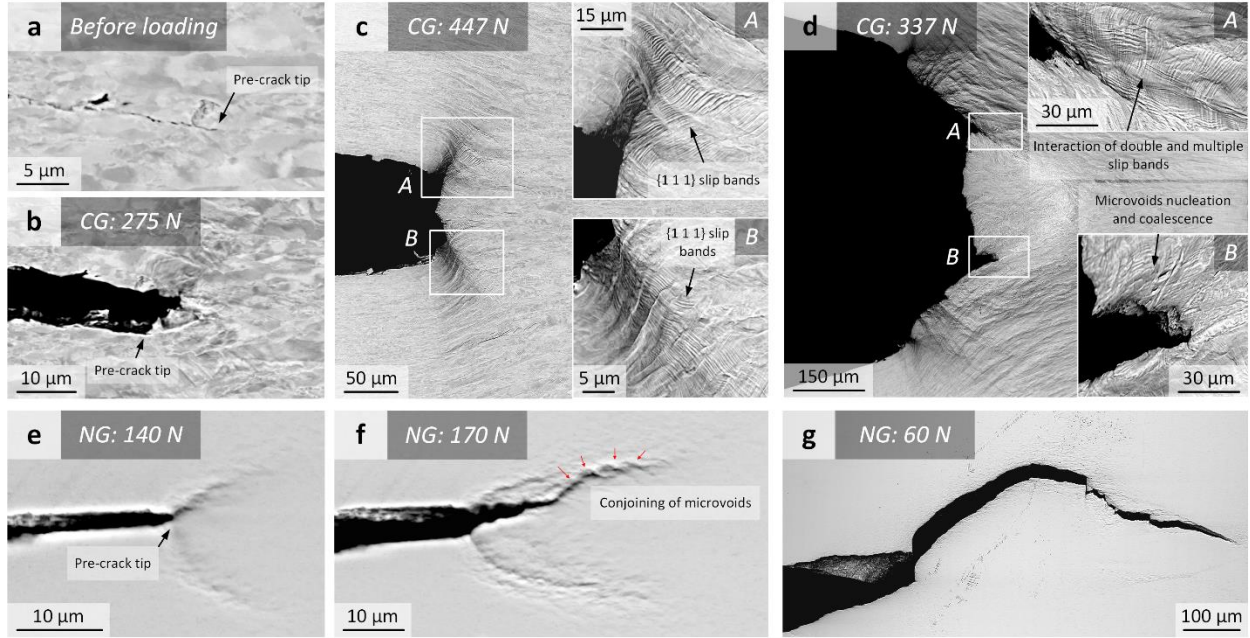 a Before loading
Pre-crack tip
5 μm
b CG: 275 N
Pre-crack tip
10 μm
c CG: 447 N
A
B
50 μm
15 μm
A
{1 1 1} slip bands
{1 1 1} slip
bands
B
5 μm
d CG: 337 N
A
B
150 μm
A
30 μm
Interaction of double and multiple
slip bands
Microvoids nucleation
and coalescence
B
30 μm
e NG: 140 N
Pre-crack tip
10 μm
f NG: 170 N
Conjoining of microvoids
10 μm
g NG: 60 N
100 μm